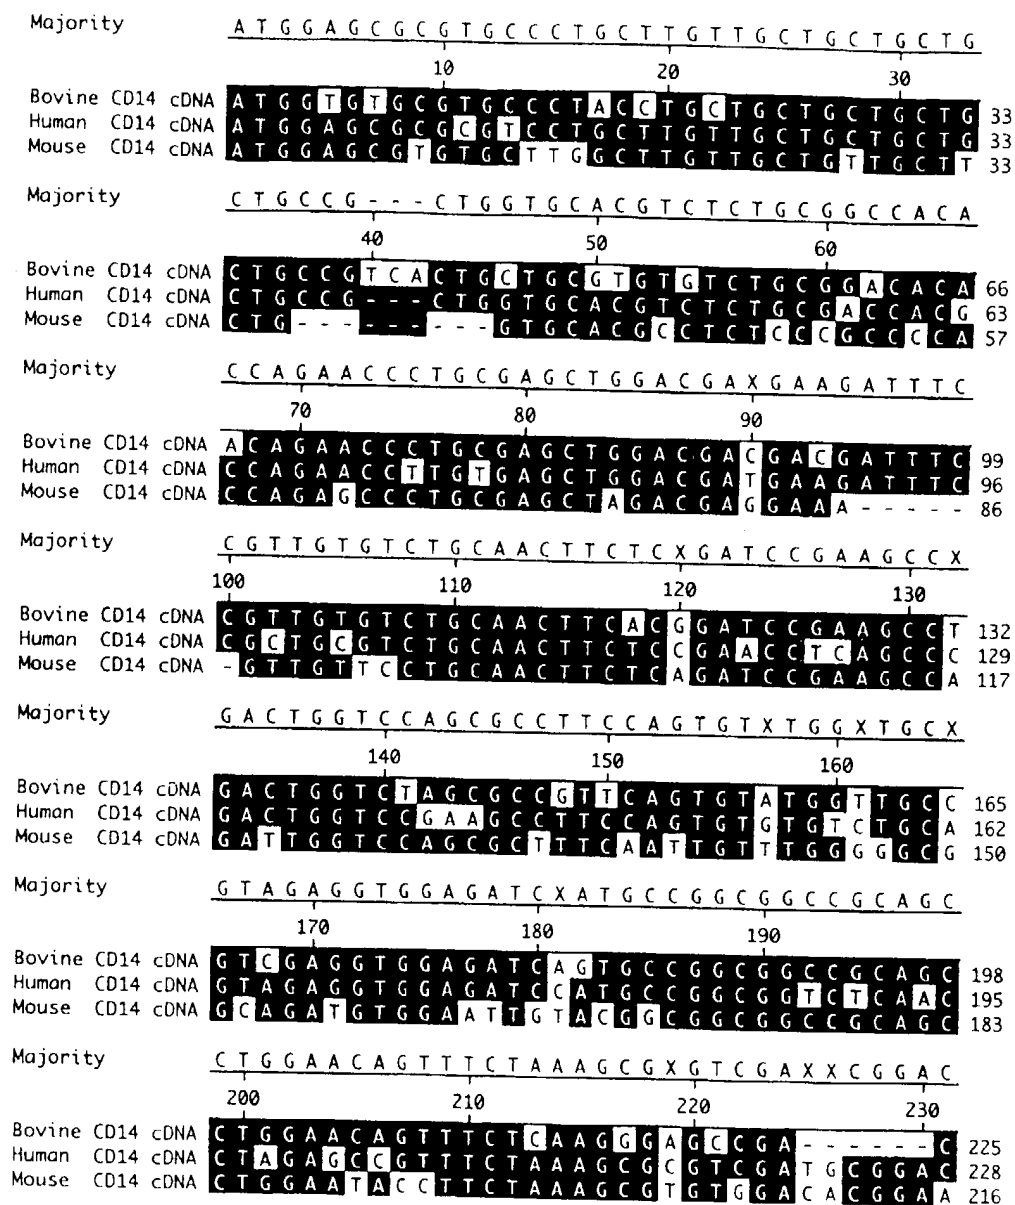 Majority A T G G A G C G C G T G C C C T G C T T G T T G C T G C T G C T G
10 20 30
Bovine CD14 cDNA A T G G T G T G C G T G C C C T A C C T G C T G C T G C T G C T G 33
Human CD14 cDNA A T G G A G C G C G C G T C C T G C T T G T T G C T G C T G C T G 33
Mouse CD14 cDNA A T G G A G C G T G T G C T T G G C T T G T T G C T G T T G C T T 33
Majority C T G C C G - - - C T G G T G C A C G T C T C T G C G G C C A C A
40 50 60
Bovine CD14 cDNA C T G C C G T C A C T G C T G C G T G T G T C T G C G G A C A C A 66
Human CD14 cDNA C T G C C G - - - C T G G T G C A C G T C T C T G C G A C C A C G 63
Mouse CD14 cDNA C T G - - - - - - - - - G T G C A C G C C T C T C C C G C C C C A 57
Majority C C A G A A C C C T G C G A G C T G G A C G A X G A A G A T T T C
70 80 90
Bovine CD14 cDNA A C A G A A C C C T G C G A G C T G G A C G A C G A C G A T T T C 99
Human CD14 cDNA C C A G A A C C T T G T G A G C T G G A C G A T G A A G A T T T C 96
Mouse CD14 cDNA C C A G A G C C C T G C G A G C T A G A C G A G G A A A - - - - - 86
Majority C G T T G T G T C T G C A A C T T C T C X G A T C C G A A G C C X
100 110 120 130
Bovine CD14 cDNA C G T T G T G T C T G C A A C T T C A C G G A T C C G A A G C C T 132
Human CD14 cDNA C G C T G C G T C T G C A A C T T C T C C G A A C C T C A G C C C 129
Mouse CD14 cDNA - G T T G T T C C T G C A A C T T C T C A G A T C C G A A G C C A 117
Majority G A C T G G T C C A G C G C C T T C C A G T G T X T G G X T G C X
140 150 160
Bovine CD14 cDNA G A C T G G T C T A G C G C C G T T C A G T G T A T G G T T G C C 165
Human CD14 cDNA G A C T G G T C C G A A G C C T T C C A G T G T G T G T C T G C A 162
Mouse CD14 cDNA G A T T G G T C C A G C G C T T T C A A T T G T T T G G G G G C G 150
Majority G T A G A G G T G G A G A T C X A T G C C G G C G G C C G C A G C
170 180 190
Bovine CD14 cDNA G T C G A G G T G G A G A T C A G T G C C G G C G G C C G C A G C 198
Human CD14 cDNA G T A G A G G T G G A G A T C C A T G C C G G C G G T C T C A A C 195
Mouse CD14 cDNA G C A G A T G T G G A A T T G T A C G G C G G C G G C C G C A G C 183
Majority C T G G A A C A G T T T C T A A A G C G X G T C G A X X C G G A C
200 210 220 230
Bovine CD14 cDNA C T G G A A C A G T T T C T C A A G G G A G C C G A - - - - - - C 225
Human CD14 cDNA C T A G A G C C G T T T C T A A A G C G C G T C G A T G C G G A C 228
Mouse CD14 cDNA C T G G A A T A C C T T C T A A A G C G T G T G G A C A C G G A A 216